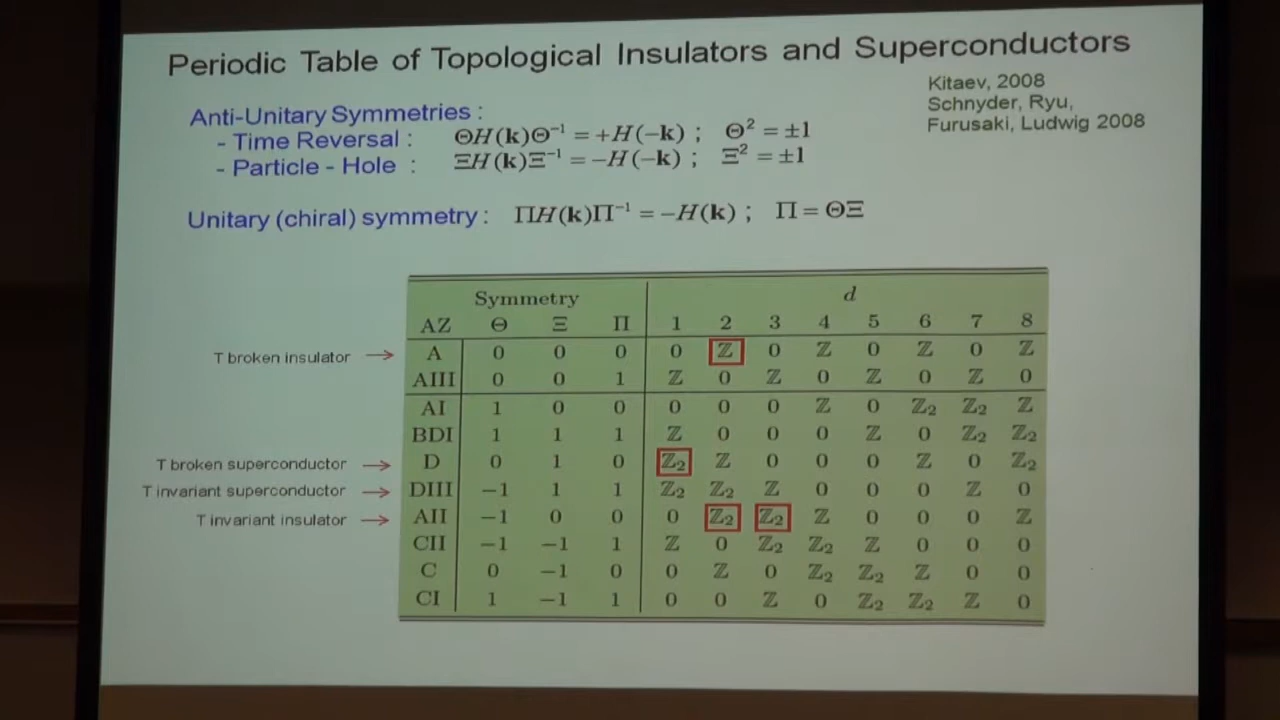 Periodic Table of Topological Insulators and Superconductors
Kitaev, 2008
Schnyder, Ryu,
Furusaki, Ludwig 2008
Anti-Unitary Symmetries :
- Time Reversal : ΘH(𝐤)Θ⁻¹ = +H(−𝐤) ; Θ² = ±1
- Particle - Hole : ΞH(𝐤)Ξ⁻¹ = −H(−𝐤) ; Ξ² = ±1
Unitary (chiral) symmetry : ΠH(𝐤)Π⁻¹ = −H(𝐤) ; Π = ΘΞ
Symmetry d
AZ Θ Ξ Π 1 2 3 4 5 6 7 8
T broken insulator → A 0 0 0 0 ℤ 0 ℤ 0 ℤ 0 ℤ
AIII 0 0 1 ℤ 0 ℤ 0 ℤ 0 ℤ 0
AI 1 0 0 0 0 0 ℤ 0 ℤ₂ ℤ₂ ℤ
BDI 1 1 1 ℤ 0 0 0 ℤ 0 ℤ₂ ℤ₂
T broken superconductor → D 0 1 0 ℤ₂ ℤ 0 0 0 ℤ 0 ℤ₂
T invariant superconductor → DIII −1 1 1 ℤ₂ ℤ₂ ℤ 0 0 0 ℤ 0
T invariant insulator → AII −1 0 0 0 ℤ₂ ℤ₂ ℤ 0 0 0 ℤ
CII −1 −1 1 ℤ 0 ℤ₂ ℤ₂ ℤ 0 0 0
C 0 −1 0 0 ℤ 0 ℤ₂ ℤ₂ ℤ 0 0
CI 1 −1 1 0 0 ℤ 0 ℤ₂ ℤ₂ ℤ 0